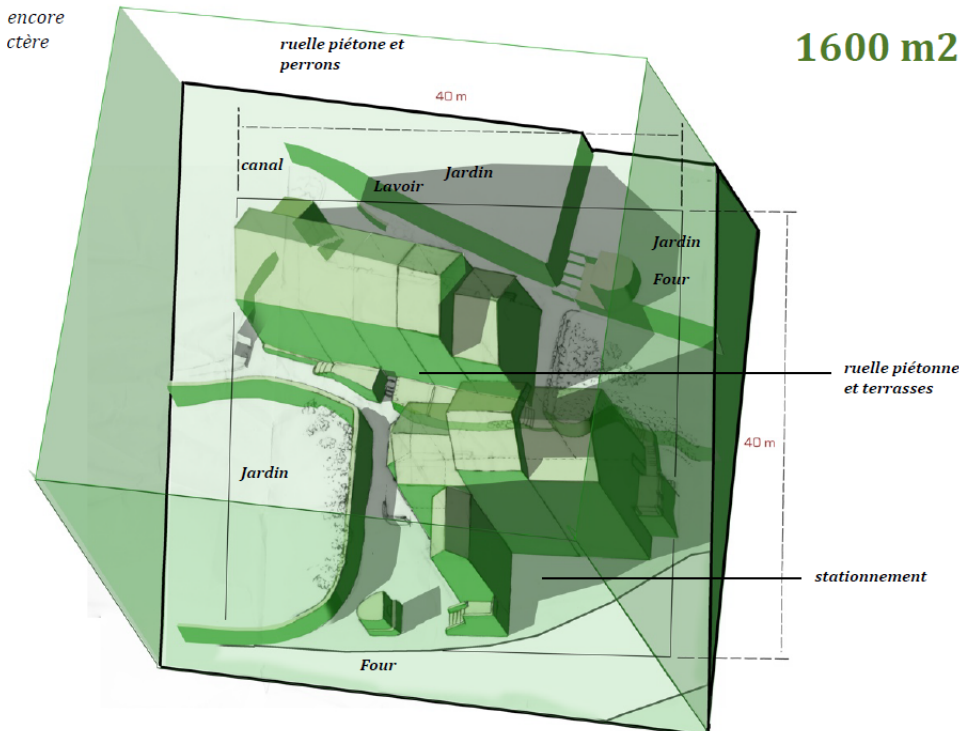 encore
ctère
ruelle piétone et
perrons
1600 m2
40 m
canal
Lavoir
Jardin
Jardin
Four
ruelle piétonne
et terrasses
40 m
Jardin
stationnement
Four